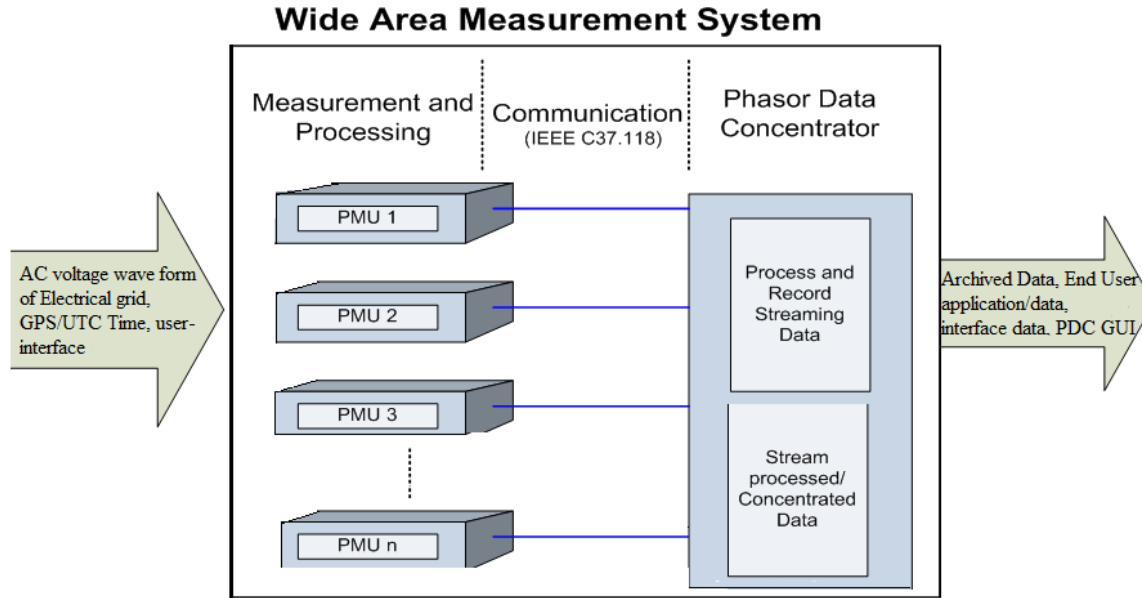 Wide Area Measurement System
Measurement and
Processing
Communication
(IEEE C37.118)
Phasor Data
Concentrator
AC voltage wave form
of Electrical grid,
GPS/UTC Time, user-
interface
PMU 1
PMU 2
PMU 3
PMU n
Process and
Record
Streaming
Data
Stream
processed/
Concentrated
Data
Archived Data, End User
application/data,
interface data. PDC GUI